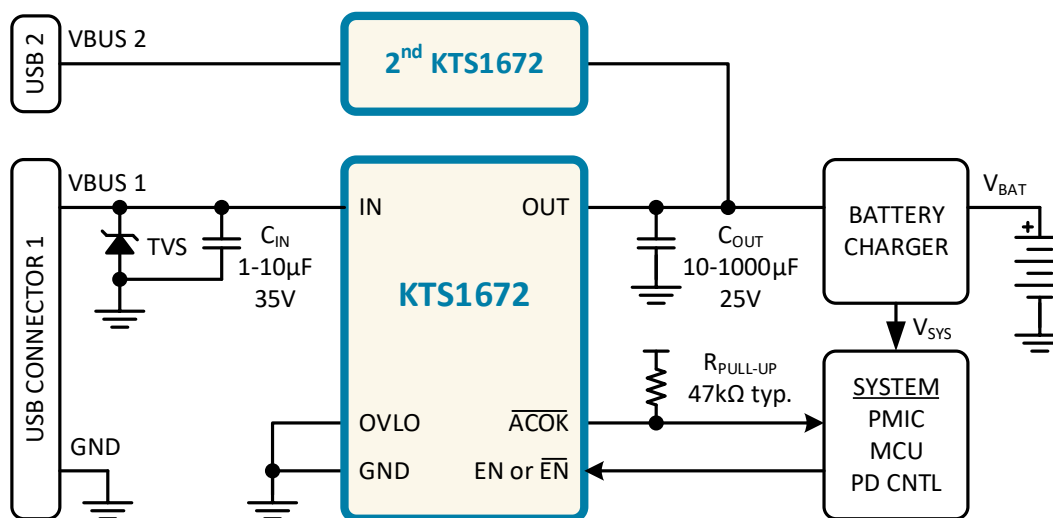 USB 2
VBUS 2
2nd KTS1672
USB CONNECTOR 1
VBUS 1
TVS
CIN
1-10µF
35V
GND
IN
OUT
KTS1672
OVLO
GND
ACOK
EN or EN
COUT
10-1000µF
25V
RPULL-UP
47kΩ typ.
BATTERY
CHARGER
VBAT
+
VSYS
SYSTEM
PMIC
MCU
PD CNTL